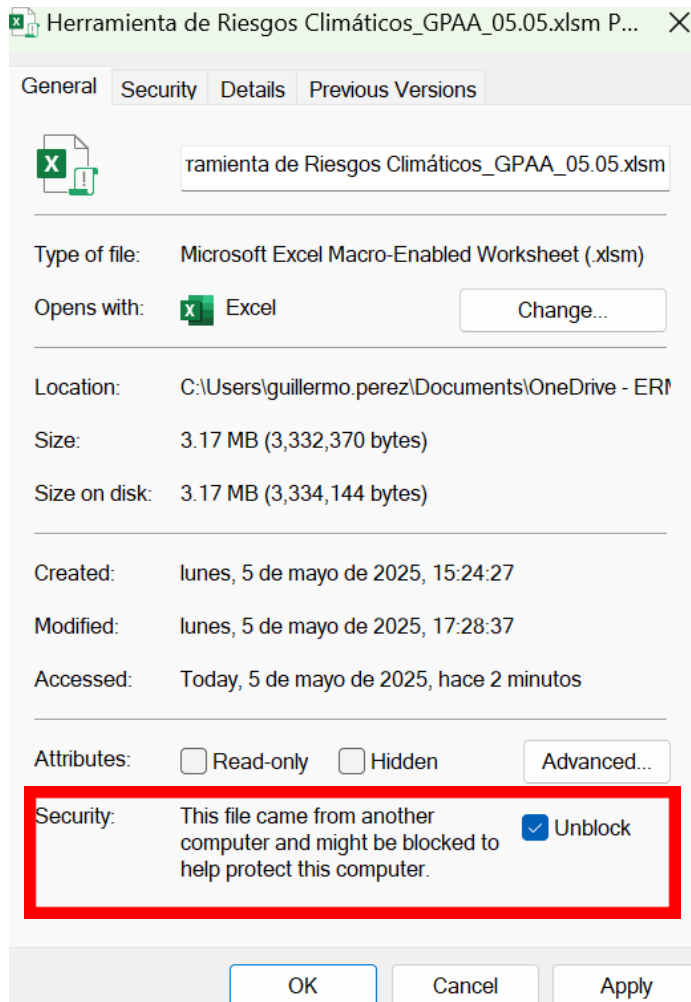 Herramienta de Riesgos Climáticos_GPAA_05.05.xlsm P...
General Security Details Previous Versions
ramienta de Riesgos Climáticos_GPAA_05.05.xlsm
Type of file: Microsoft Excel Macro-Enabled Worksheet (.xlsm)
Opens with: Excel Change...
Location: C:\Users\guillermo.perez\Documents\OneDrive - ERM
Size: 3.17 MB (3,332,370 bytes)
Size on disk: 3.17 MB (3,334,144 bytes)
Created: lunes, 5 de mayo de 2025, 15:24:27
Modified: lunes, 5 de mayo de 2025, 17:28:37
Accessed: Today, 5 de mayo de 2025, hace 2 minutos
Attributes: Read-only Hidden Advanced...
Security: This file came from another
computer and might be blocked to
help protect this computer.
Unblock
OK Cancel Apply